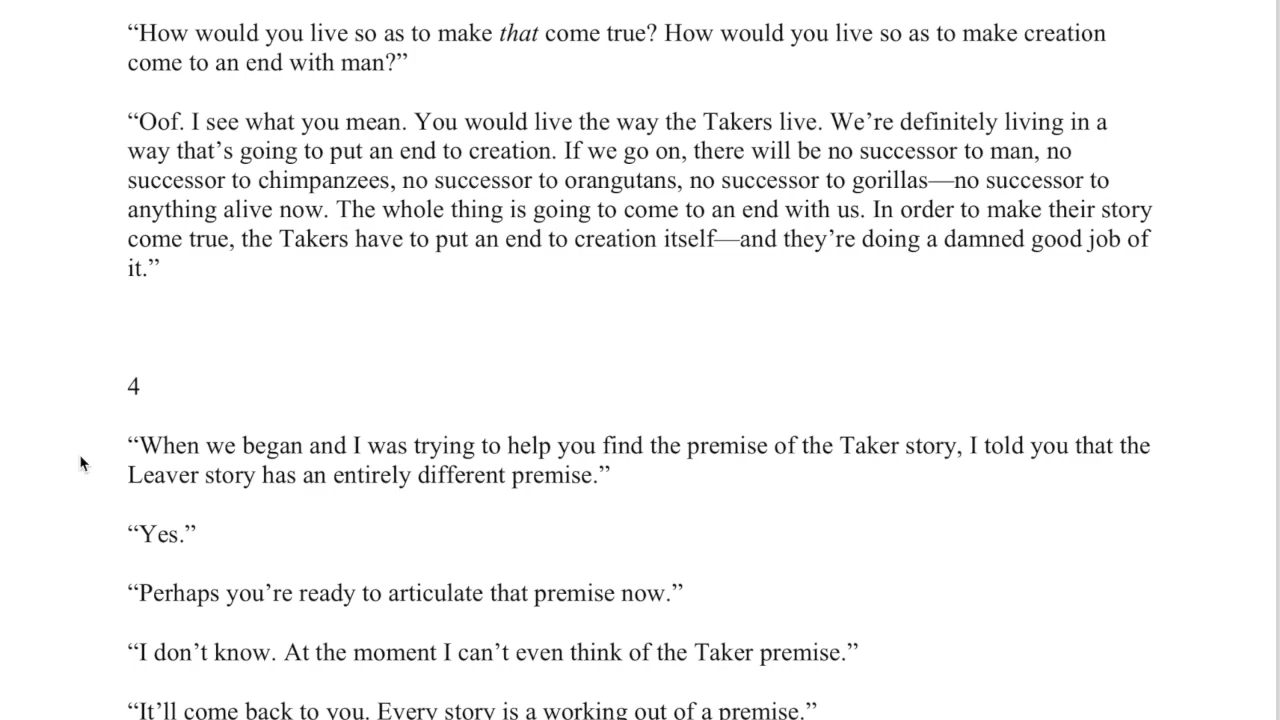 “How would you live so as to make that come true? How would you live so as to make creation
come to an end with man?”
“Oof. I see what you mean. You would live the way the Takers live. We’re definitely living in a
way that’s going to put an end to creation. If we go on, there will be no successor to man, no
successor to chimpanzees, no successor to orangutans, no successor to gorillas—no successor to
anything alive now. The whole thing is going to come to an end with us. In order to make their story
come true, the Takers have to put an end to creation itself—and they’re doing a damned good job of
it.”
4
“When we began and I was trying to help you find the premise of the Taker story, I told you that the
Leaver story has an entirely different premise.”
“Yes.”
“Perhaps you’re ready to articulate that premise now.”
“I don’t know. At the moment I can’t even think of the Taker premise.”
“It’ll come back to you. Every story is a working out of a premise.”